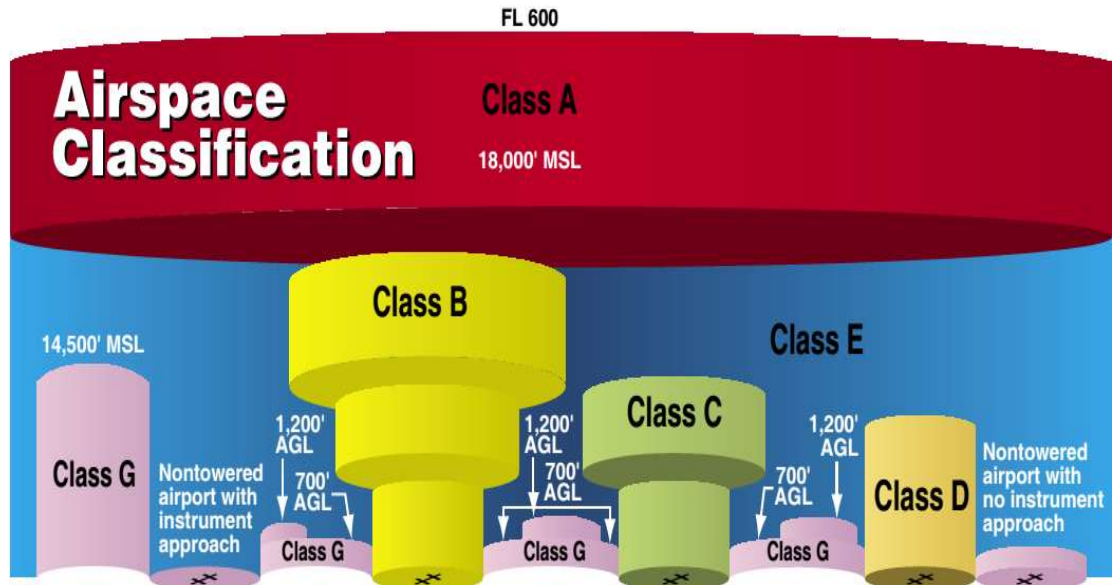 FL 600
Airspace
Classification
Class A
18,000' MSL
Class B
14,500' MSL
Class E
Class C
1,200'
AGL
700'
AGL
1,200'
AGL
700'
AGL
1,200'
AGL
700'
AGL
Class G
Nontowered
airport with
instrument
approach
Class G
Class G
Class G
Class D
Nontowered
airport with
no instrument
approach